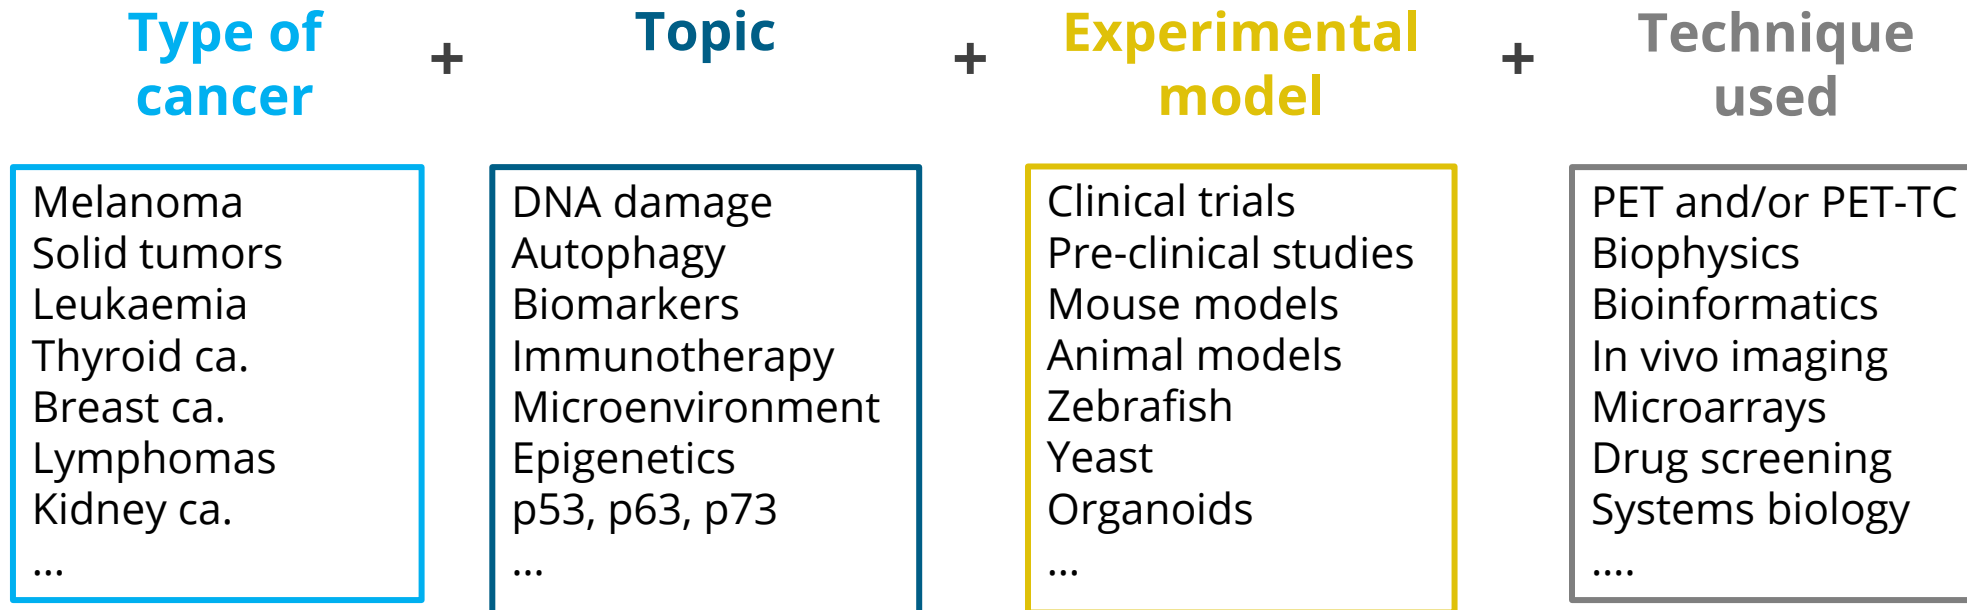 Type of
cancer
+
Topic
+
Experimental
model
+
Technique
used
Melanoma
Solid tumors
Leukaemia
Thyroid ca.
Breast ca.
Lymphomas
Kidney ca.
...
DNA damage
Autophagy
Biomarkers
Immunotherapy
Microenvironment
Epigenetics
p53, p63, p73
...
Clinical trials
Pre-clinical studies
Mouse models
Animal models
Zebrafish
Yeast
Organoids
...
PET and/or PET-TC
Biophysics
Bioinformatics
In vivo imaging
Microarrays
Drug screening
Systems biology
....